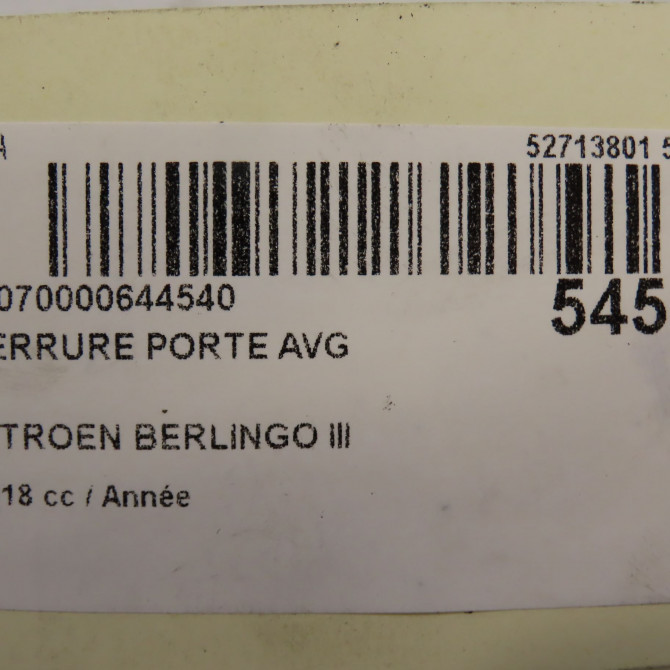 A 52713801 5
070000644540
545
ERRURE PORTE AVG
TROEN BERLINGO III
18 cc / Année